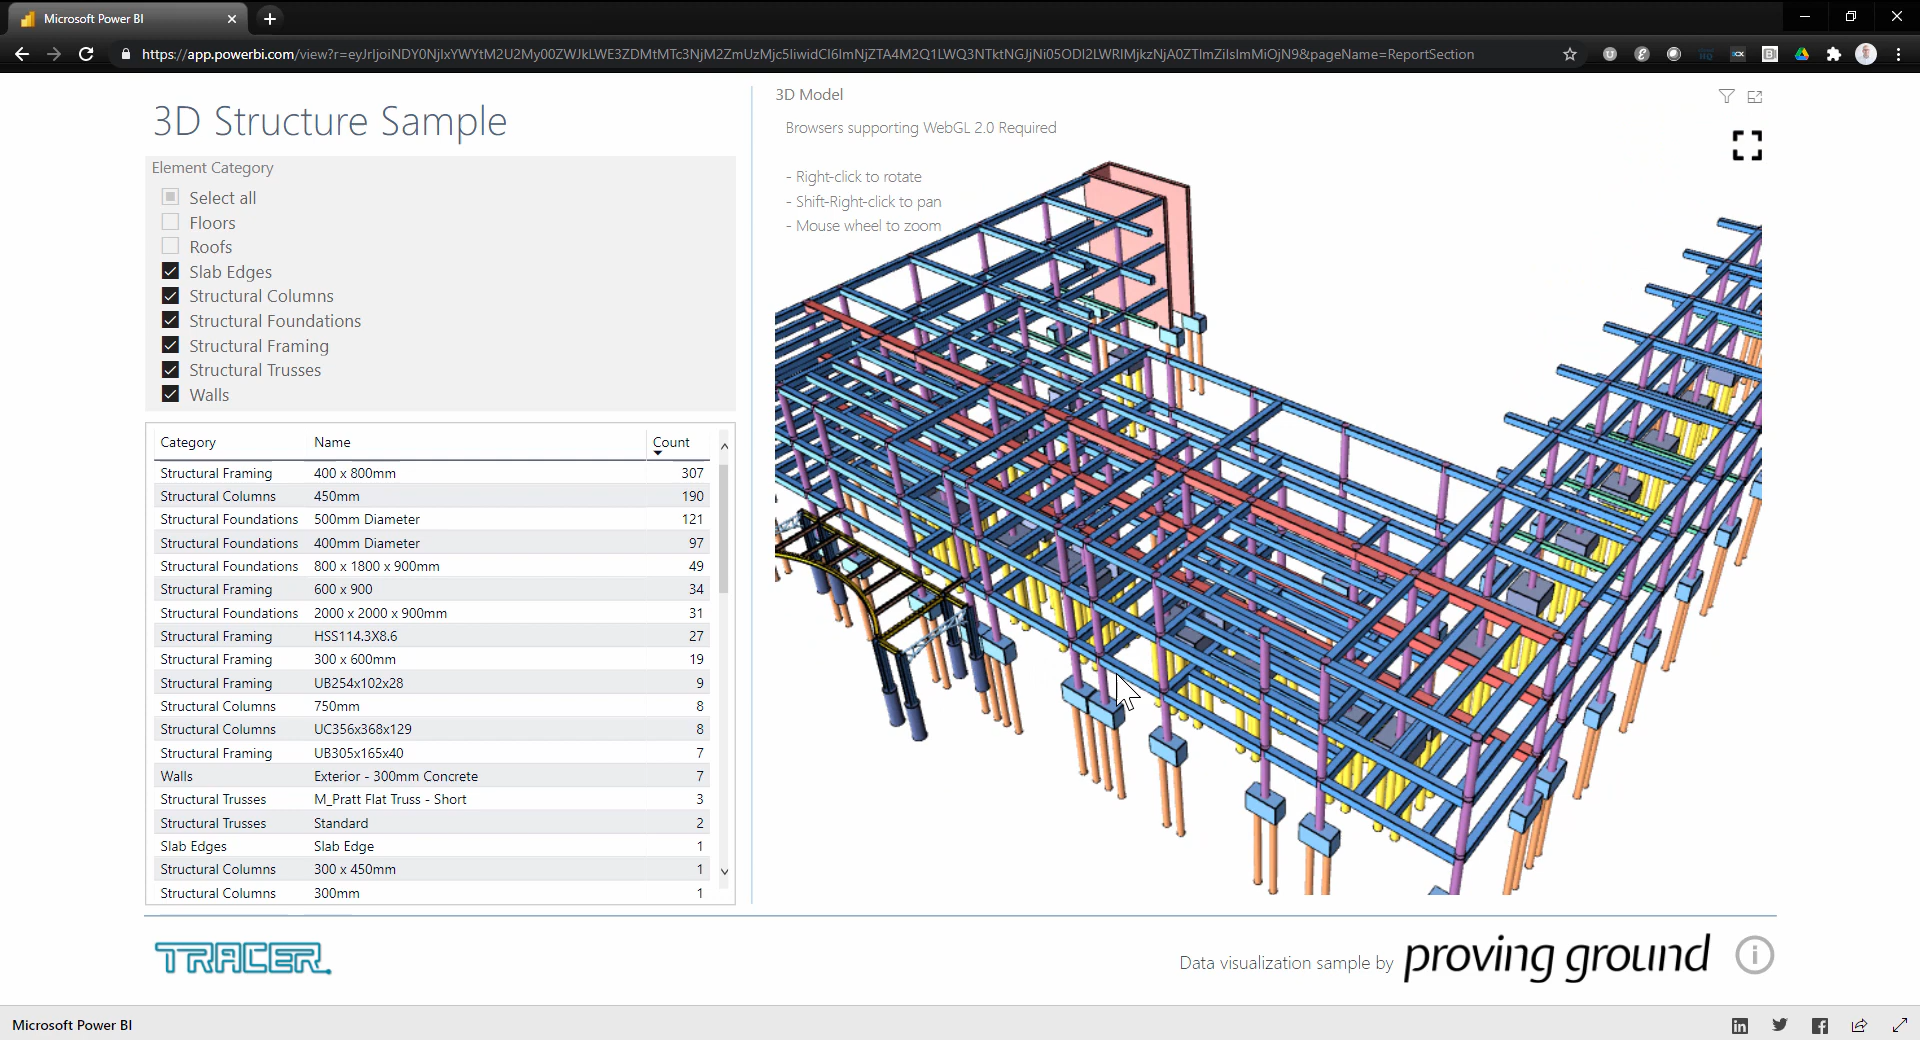 Microsoft Power BI
https://app.powerbi.com/view?r=eyJrIjoiNDY0NjIxYWYtM2U2My00ZWJkLWE3ZDMtMTc3NjM2ZmUzMjc5IiwidCI6ImNjZTA4M2Q1LWQ3NTktNGJjNi05ODI2LWRlMjkzNjA0ZTlmZiIsImMiOjN9&pageName=ReportSection
3D Structure Sample
Element Category
Select all
Floors
Roofs
Slab Edges
Structural Columns
Structural Foundations
Structural Framing
Structural Trusses
Walls
Category Name Count
Structural Framing 400 x 800mm 307
Structural Columns 450mm 190
Structural Foundations 500mm Diameter 121
Structural Foundations 400mm Diameter 97
Structural Foundations 800 x 1800 x 900mm 49
Structural Framing 600 x 900 34
Structural Foundations 2000 x 2000 x 900mm 31
Structural Framing HSS114.3X8.6 27
Structural Framing 300 x 600mm 19
Structural Framing UB254x102x28 9
Structural Columns 750mm 8
Structural Columns UC356x368x129 8
Structural Framing UB305x165x40 7
Walls Exterior - 300mm Concrete 7
Structural Trusses M_Pratt Flat Truss - Short 3
Structural Trusses Standard 2
Slab Edges Slab Edge 1
Structural Columns 300 x 450mm 1
Structural Columns 300mm 1
3D Model
Browsers supporting WebGL 2.0 Required
- Right-click to rotate
- Shift-Right-click to pan
- Mouse wheel to zoom
TRACER
Data visualization sample by proving ground
Microsoft Power BI